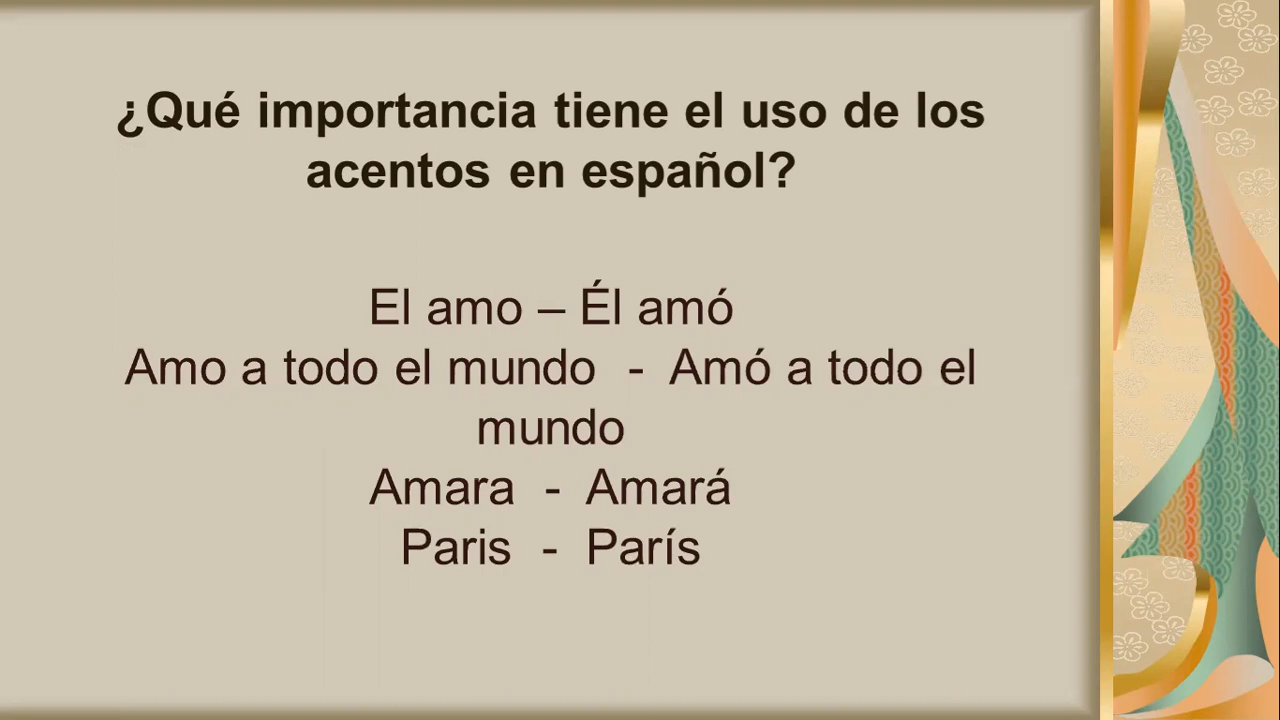 ¿Qué importancia tiene el uso de los
acentos en español?
El amo – Él amó
Amo a todo el mundo - Amó a todo el
mundo
Amara - Amará
Paris - París